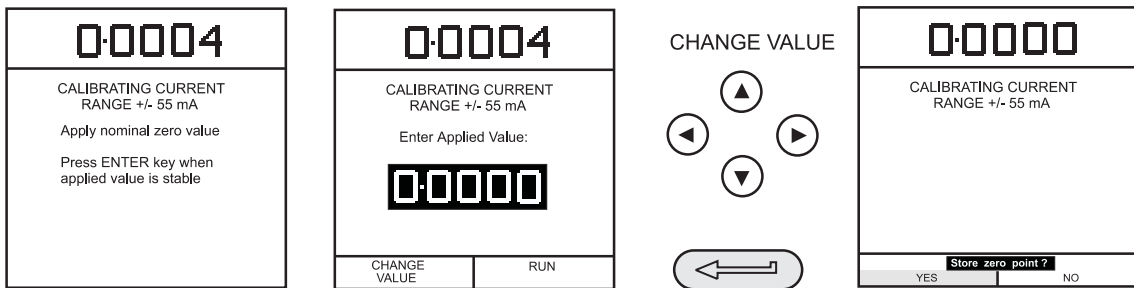 0·0004
CALIBRATING CURRENT
RANGE +/- 55 mA
Apply nominal zero value
Press ENTER key when
applied value is stable
0·0004
CALIBRATING CURRENT
RANGE +/- 55 mA
Enter Applied Value:
0·0000
CHANGE
VALUE
RUN
CHANGE VALUE
0·0000
CALIBRATING CURRENT
RANGE +/- 55 mA
Store zero point ?
YES
NO